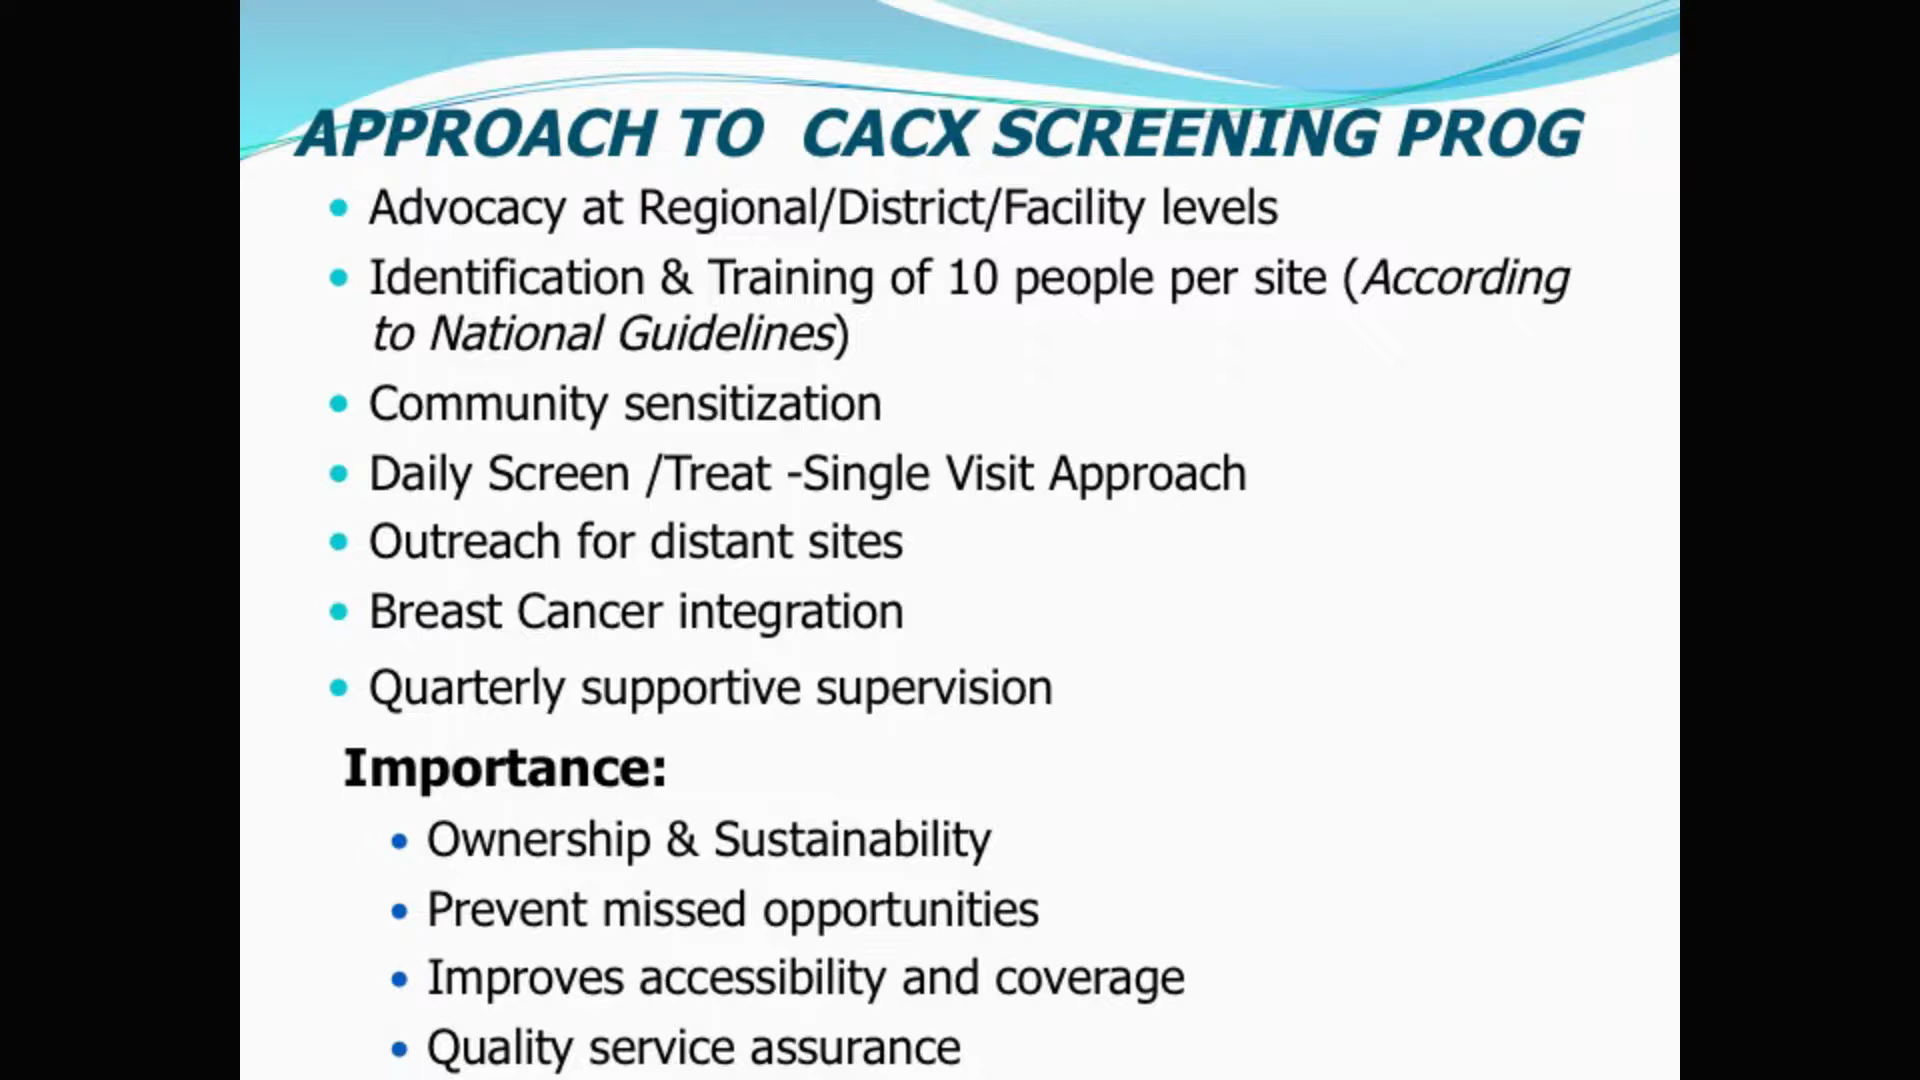 APPROACH TO CACX SCREENING PROG
• Advocacy at Regional/District/Facility levels
• Identification & Training of 10 people per site (According
to National Guidelines)
• Community sensitization
• Daily Screen /Treat -Single Visit Approach
• Outreach for distant sites
• Breast Cancer integration
• Quarterly supportive supervision
Importance:
• Ownership & Sustainability
• Prevent missed opportunities
• Improves accessibility and coverage
• Quality service assurance